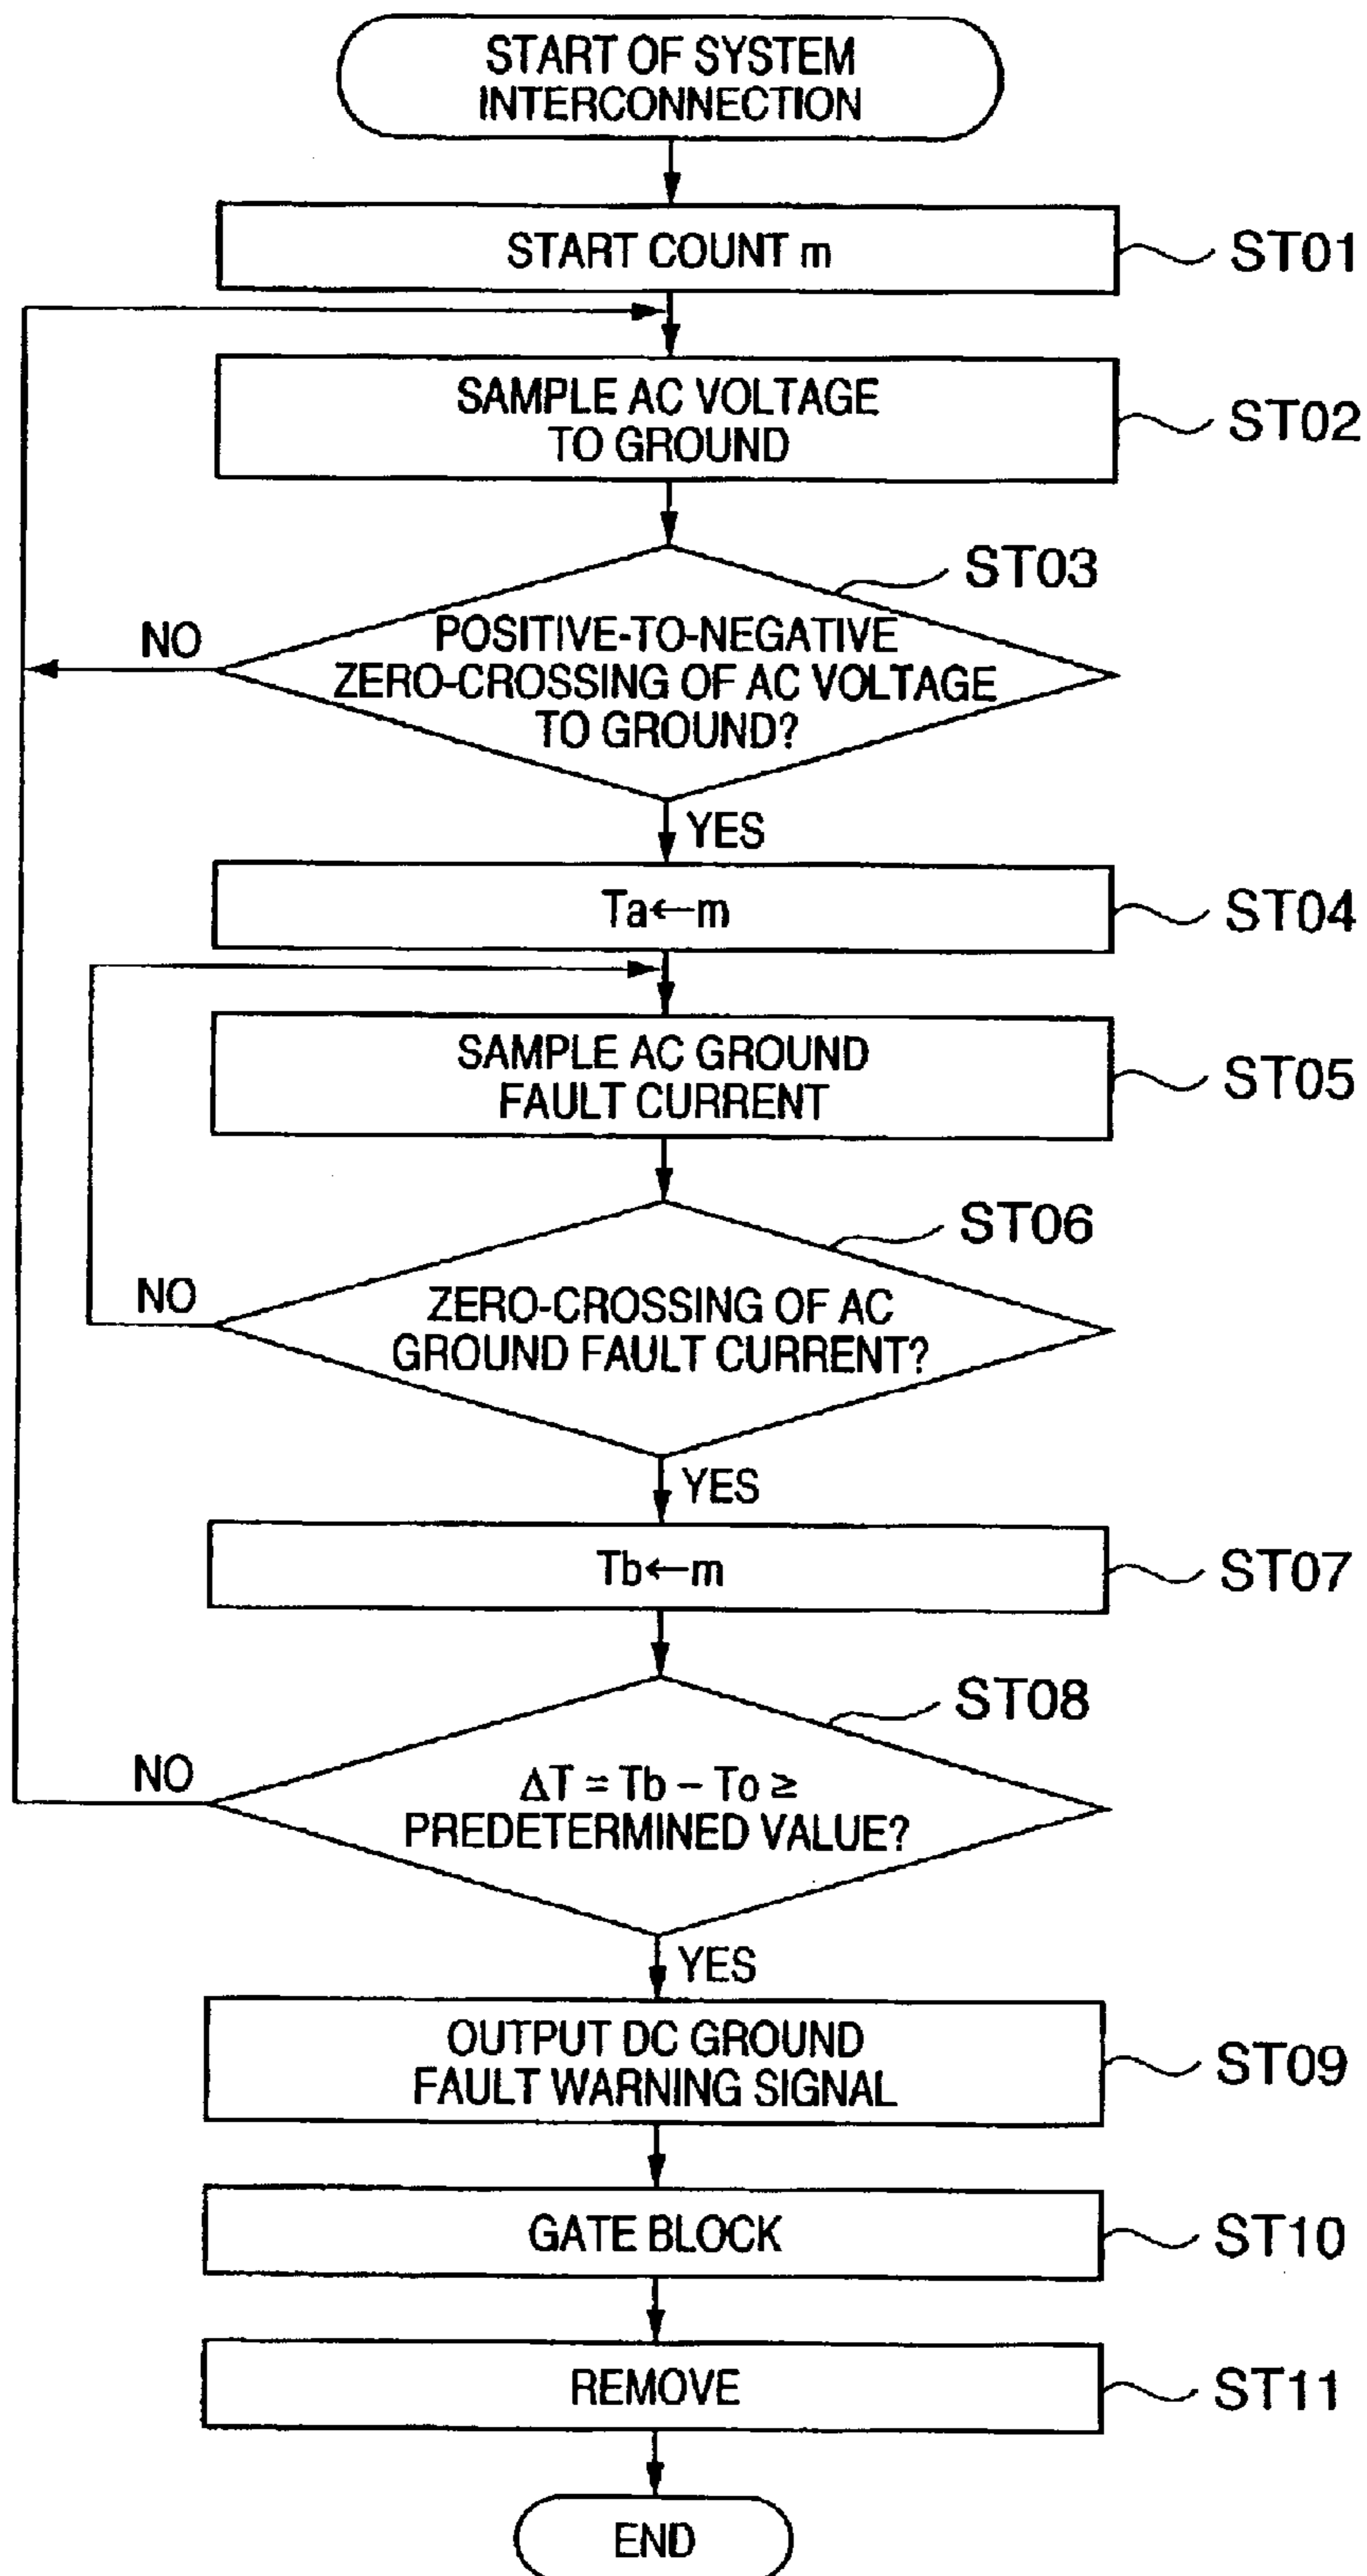 START OF SYSTEM
INTERCONNECTION
START COUNT m
ST01
SAMPLE AC VOLTAGE
TO GROUND
ST02
ST03
POSITIVE-TO-NEGATIVE
ZERO-CROSSING OF AC VOLTAGE
TO GROUND?
NO
YES
Ta←m
ST04
SAMPLE AC GROUND
FAULT CURRENT
ST05
ST06
ZERO-CROSSING OF AC
GROUND FAULT CURRENT?
NO
YES
Tb←m
ST07
ST08
ΔT = Tb – To ≥
PREDETERMINED VALUE?
NO
YES
OUTPUT DC GROUND
FAULT WARNING SIGNAL
ST09
GATE BLOCK
ST10
REMOVE
ST11
END